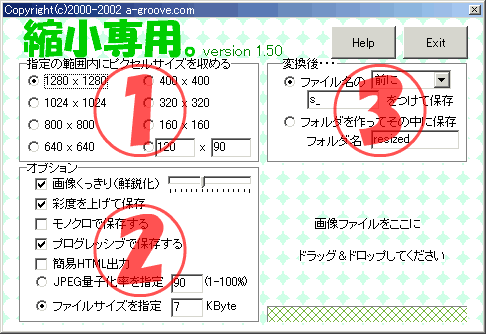 Copyright(c)2000-2002 a-groove.com
縮小専用。 version 1.50
Help
Exit
指定の範囲内にピクセルサイズを収める
1280 x 1280
400 x 400
1024 x 1024
320 x 320
800 x 800
160 x 160
640 x 640
120 x 90
①
オプション
画像くっきり(鮮鋭化)
彩度を上げて保存
モノクロで保存する
プログレッシブで保存する
簡易HTML出力
JPEG量子化率を指定 90 (1-100%)
ファイルサイズを指定 7 KByte
②
変換後・・・
ファイル名の 前に
s_ をつけて保存
フォルダを作ってその中に保存
フォルダ名 resized
③
画像ファイルをここに
ドラッグ＆ドロップしてください